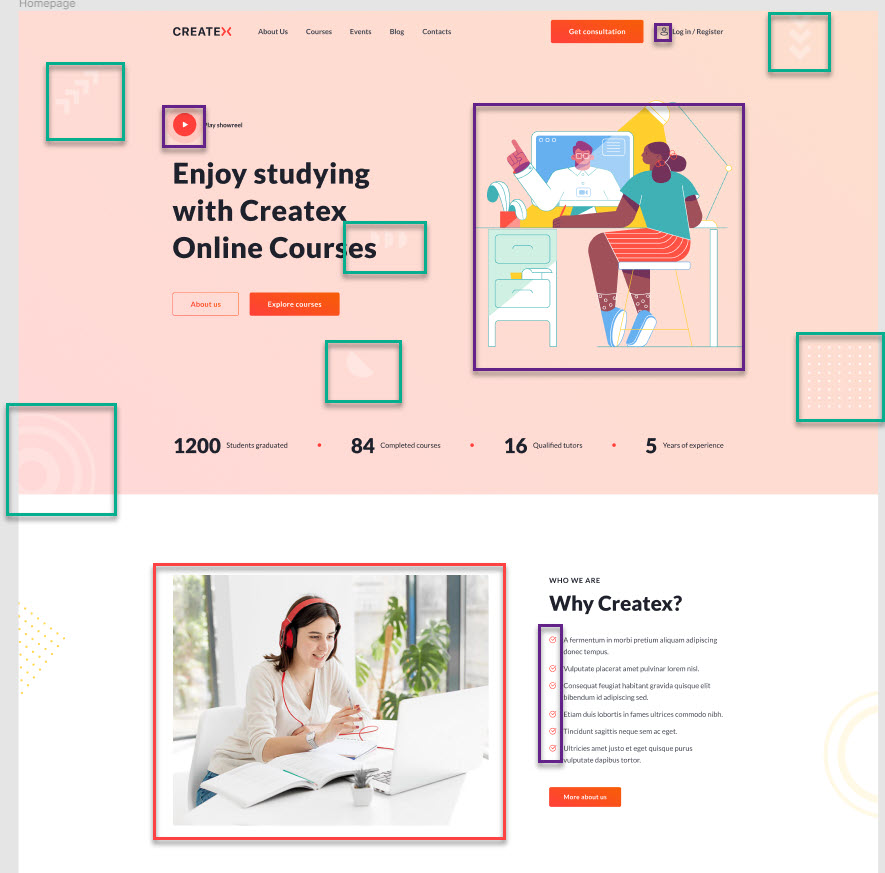 Homepage
CREATEX
About Us
Courses
Events
Blog
Contacts
Get consultation
Log in / Register
Play showreel
Enjoy studying
with Createx
Online Courses
About us
Explore courses
1200 Students graduated
84 Completed courses
16 Qualified tutors
5 Years of experience
WHO WE ARE
Why Createx?
A fermentum in morbi pretium aliquam adipiscing
donec tempus.
Vulputate placerat amet pulvinar lorem nisl.
Consequat feugiat habitant gravida quisque elit
bibendum id adipiscing sed.
Etiam duis lobortis in fames ultrices commodo nibh.
Tincidunt sagittis neque sem ac eget.
Ultricies amet justo et eget quisque purus
vulputate dapibus tortor.
More about us